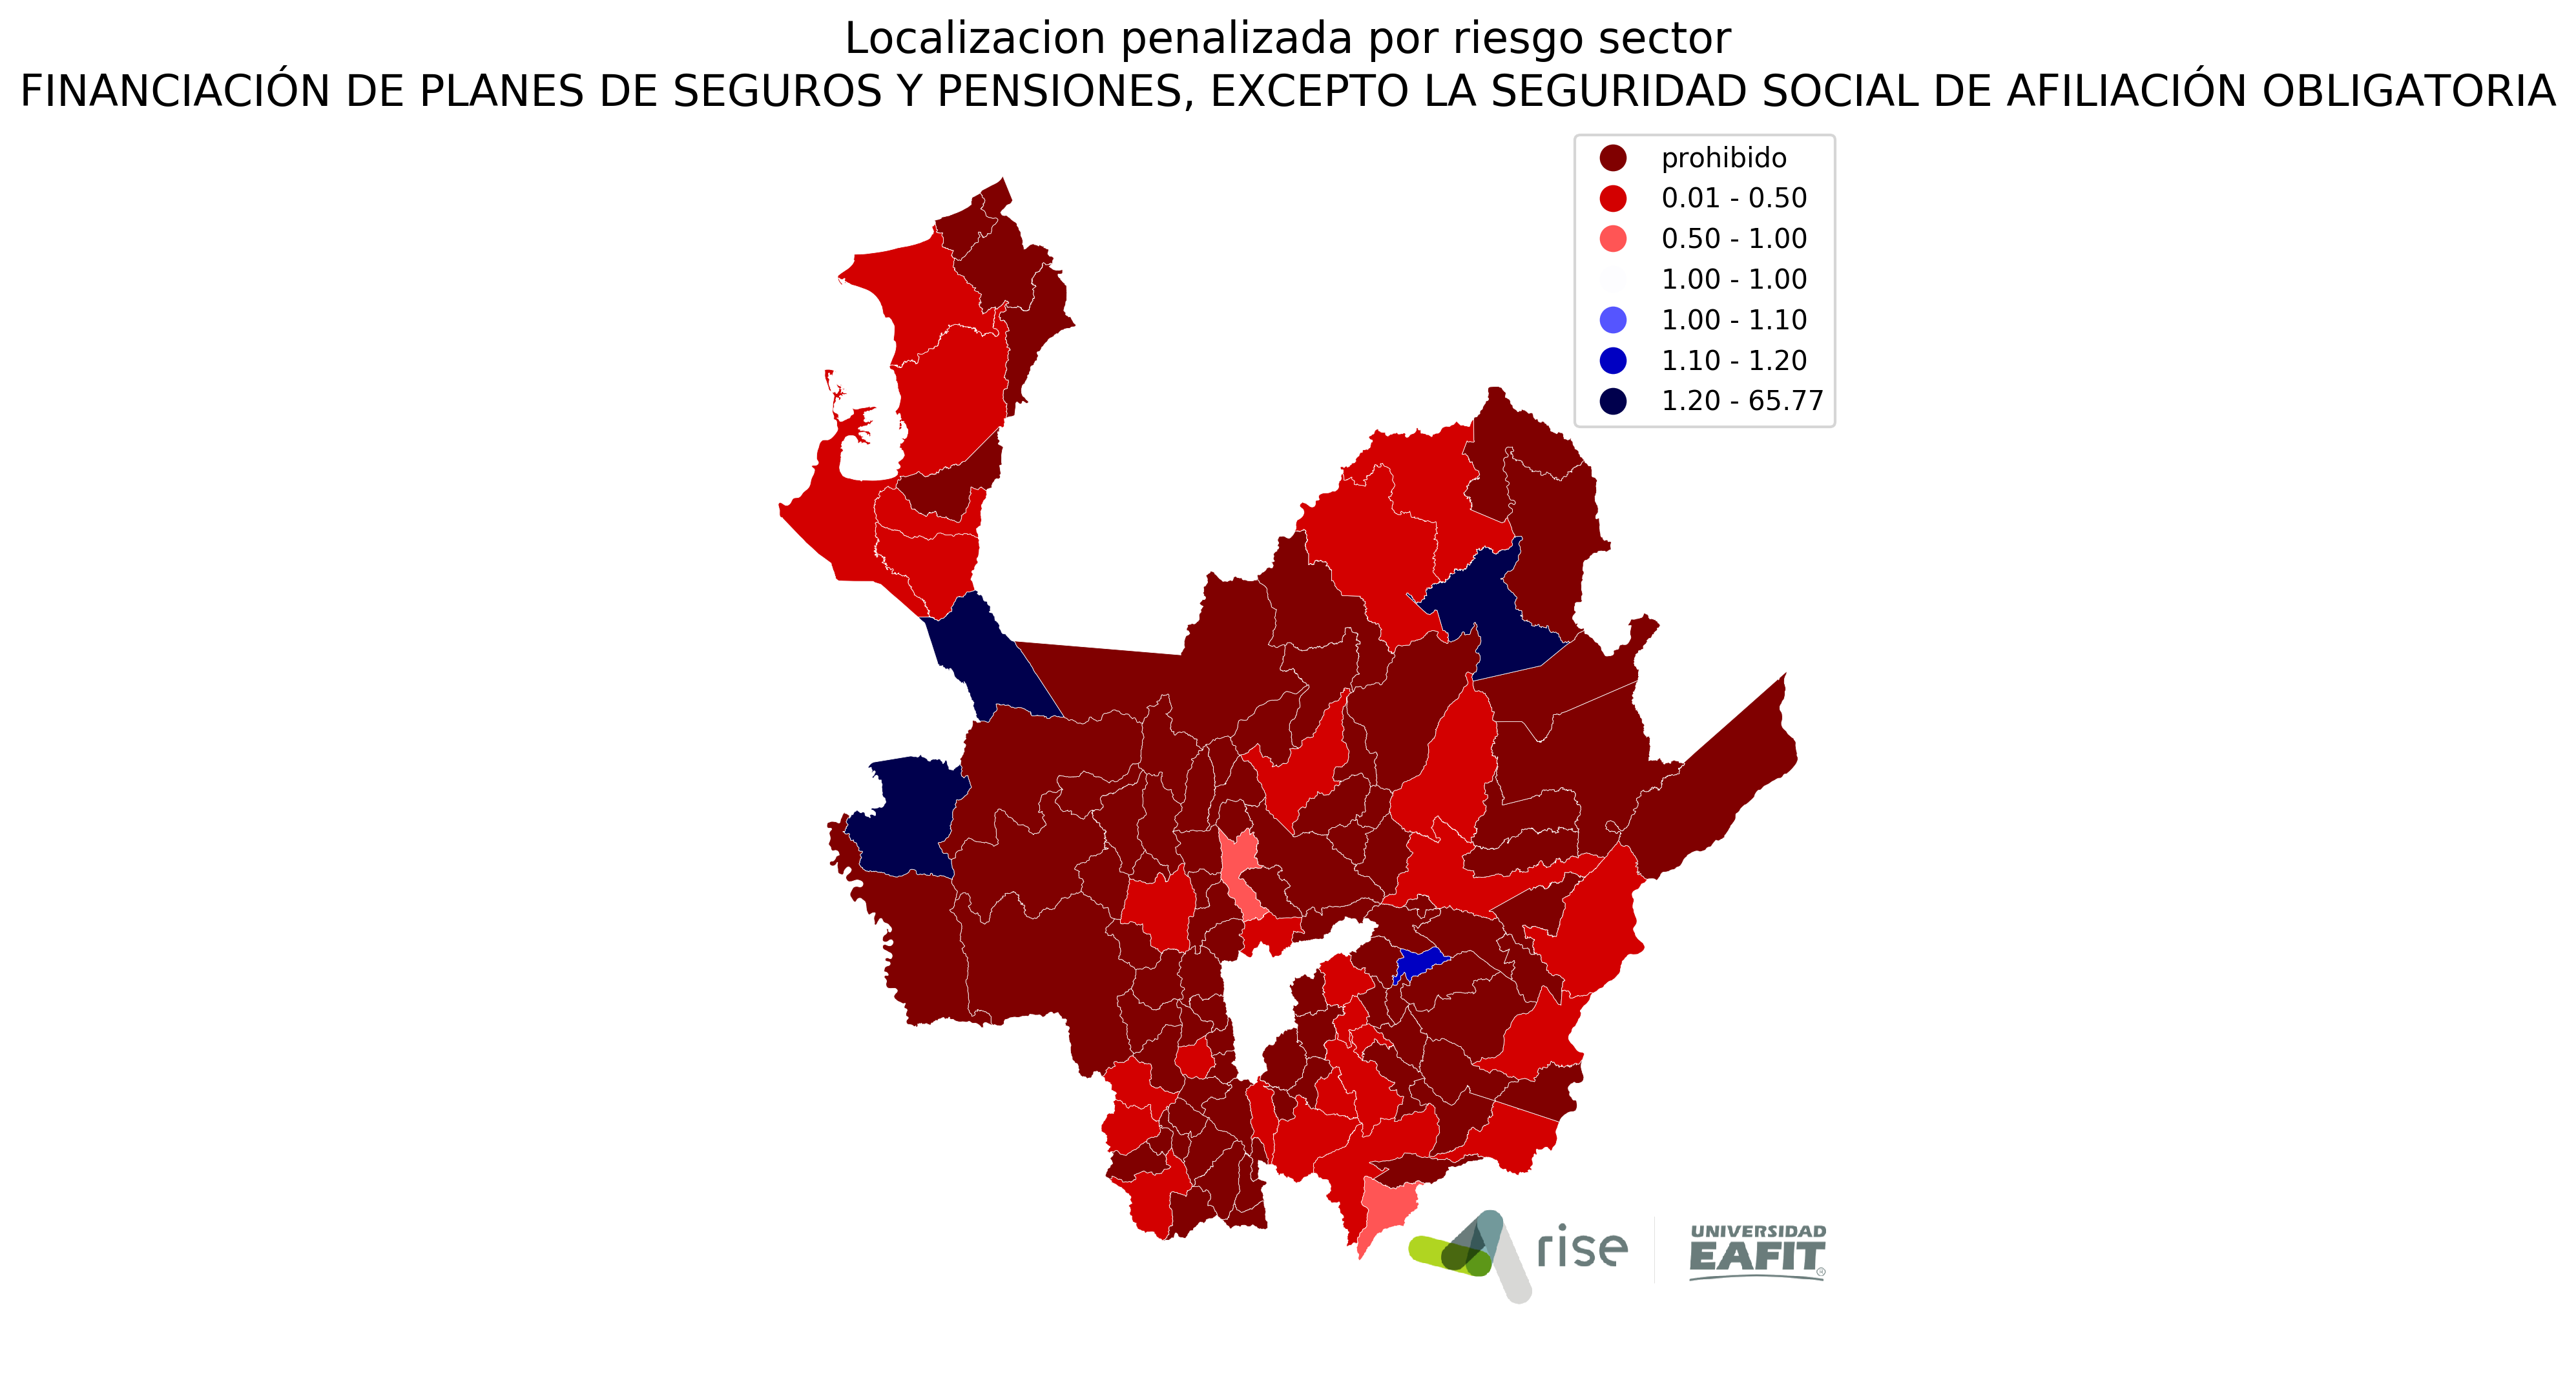 Localizacion penalizada por riesgo sector
FINANCIACIÓN DE PLANES DE SEGUROS Y PENSIONES, EXCEPTO LA SEGURIDAD SOCIAL DE AFILIACIÓN OBLIGATORIA
prohibido
0.01 - 0.50
0.50 - 1.00
1.00 - 1.00
1.00 - 1.10
1.10 - 1.20
1.20 - 65.77
rise
UNIVERSIDAD
EAFIT®